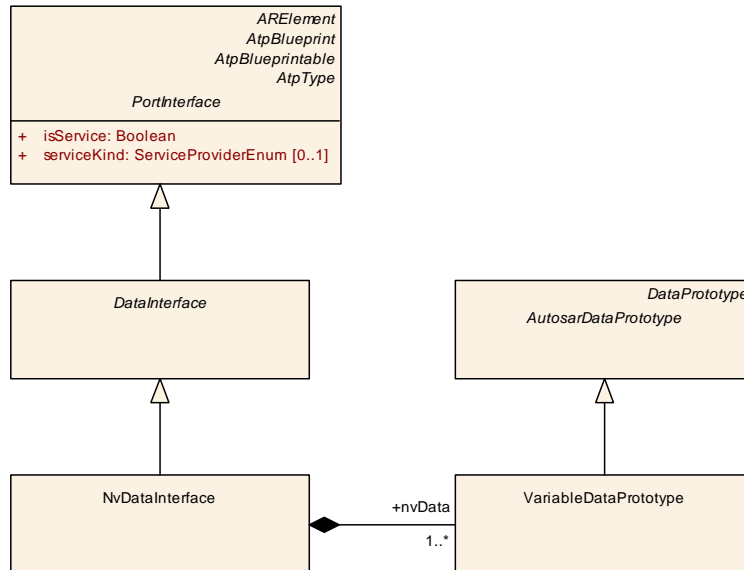 ARElement
AtpBlueprint
AtpBlueprintable
AtpType
PortInterface
+ isService: Boolean
+ serviceKind: ServiceProviderEnum [0..1]
DataInterface
DataPrototype
AutosarDataPrototype
NvDataInterface
+nvData
1..*
VariableDataPrototype